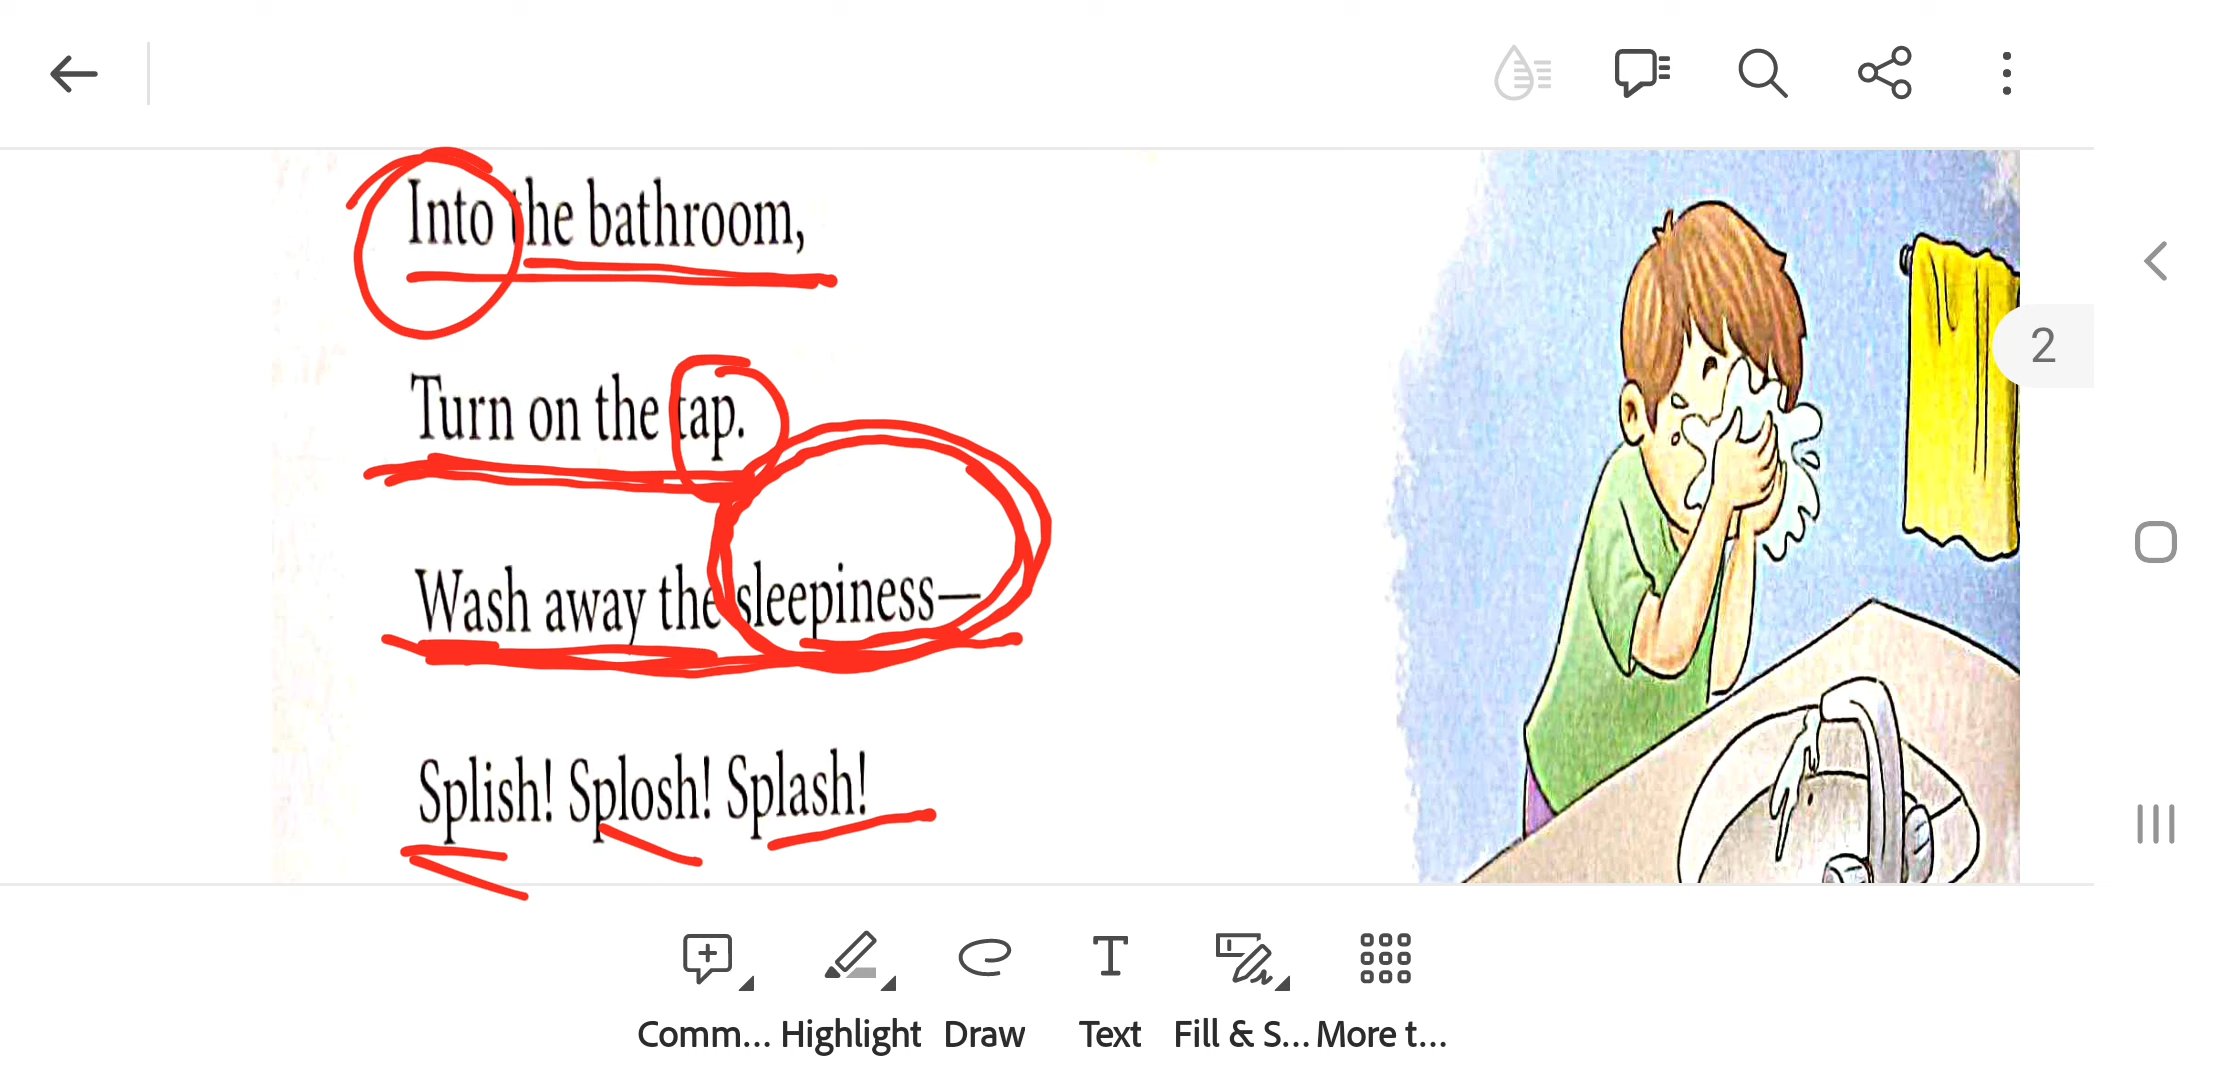 Into the bathroom,
2
Turn on the tap.
Wash away the sleepiness—
Splish! Splosh! Splash!
Comm... Highlight Draw Text Fill & S... More t...